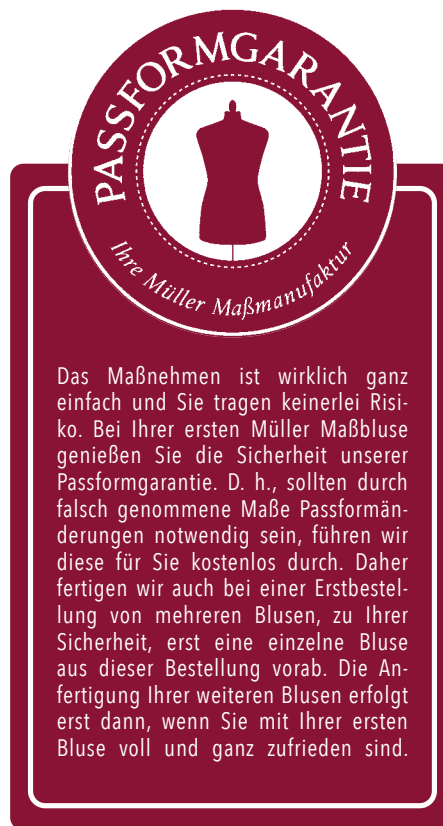 PASSFORMGARANTIE
Ihre Müller Maßmanufaktur
Das Maßnehmen ist wirklich ganz
einfach und Sie tragen keinerlei Risi-
ko. Bei Ihrer ersten Müller Maßbluse
genießen Sie die Sicherheit unserer
Passformgarantie. D. h., sollten durch
falsch genommene Maße Passformän-
derungen notwendig sein, führen wir
diese für Sie kostenlos durch. Daher
fertigen wir auch bei einer Erstbestel-
lung von mehreren Blusen, zu Ihrer
Sicherheit, erst eine einzelne Bluse
aus dieser Bestellung vorab. Die An-
fertigung Ihrer weiteren Blusen erfolgt
erst dann, wenn Sie mit Ihrer ersten
Bluse voll und ganz zufrieden sind.